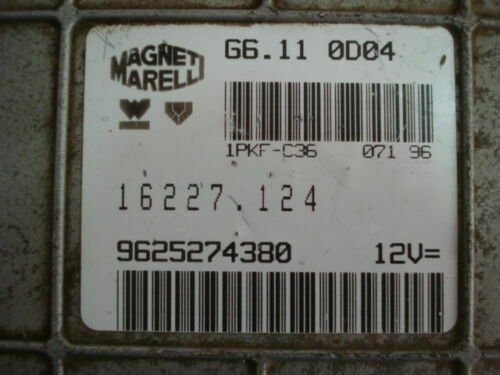 MAGNETI MARELLI
G6.11 0D04
1PKF-C36 071 96
16227.124
9625274380 12V=